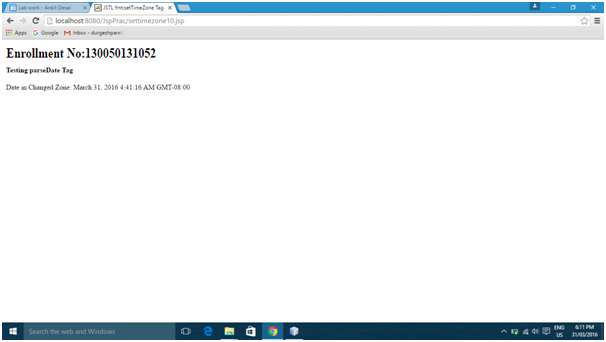 Lab work - Ankit Desai
JSTL fmt:setTimeZone Tag
localhost:8080/JspPrac/settimezone10.jsp
Apps Google Inbox - durgeshparsi
Enrollment No:130050131052
Testing parseDate Tag
Date in Changed Zone: March 31, 2016 4:41:16 AM GMT-08:00
Search the web and Windows
ENG 6:11 PM
US 31/03/2016